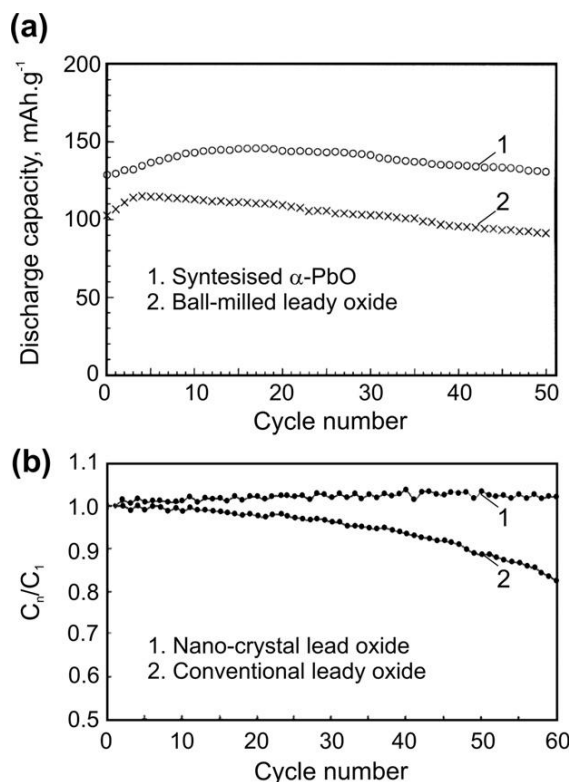 (a)
200
150
100
50
0
Discharge capacity, mAh.g⁻¹
1
2
1. Syntesised α-PbO
2. Ball-milled leady oxide
0 10 20 30 40 50
Cycle number
(b)
1.1
1.0
0.9
0.8
0.7
0.6
0.5
Cₙ/C₁
1
2
1. Nano-crystal lead oxide
2. Conventional leady oxide
0 10 20 30 40 50 60
Cycle number